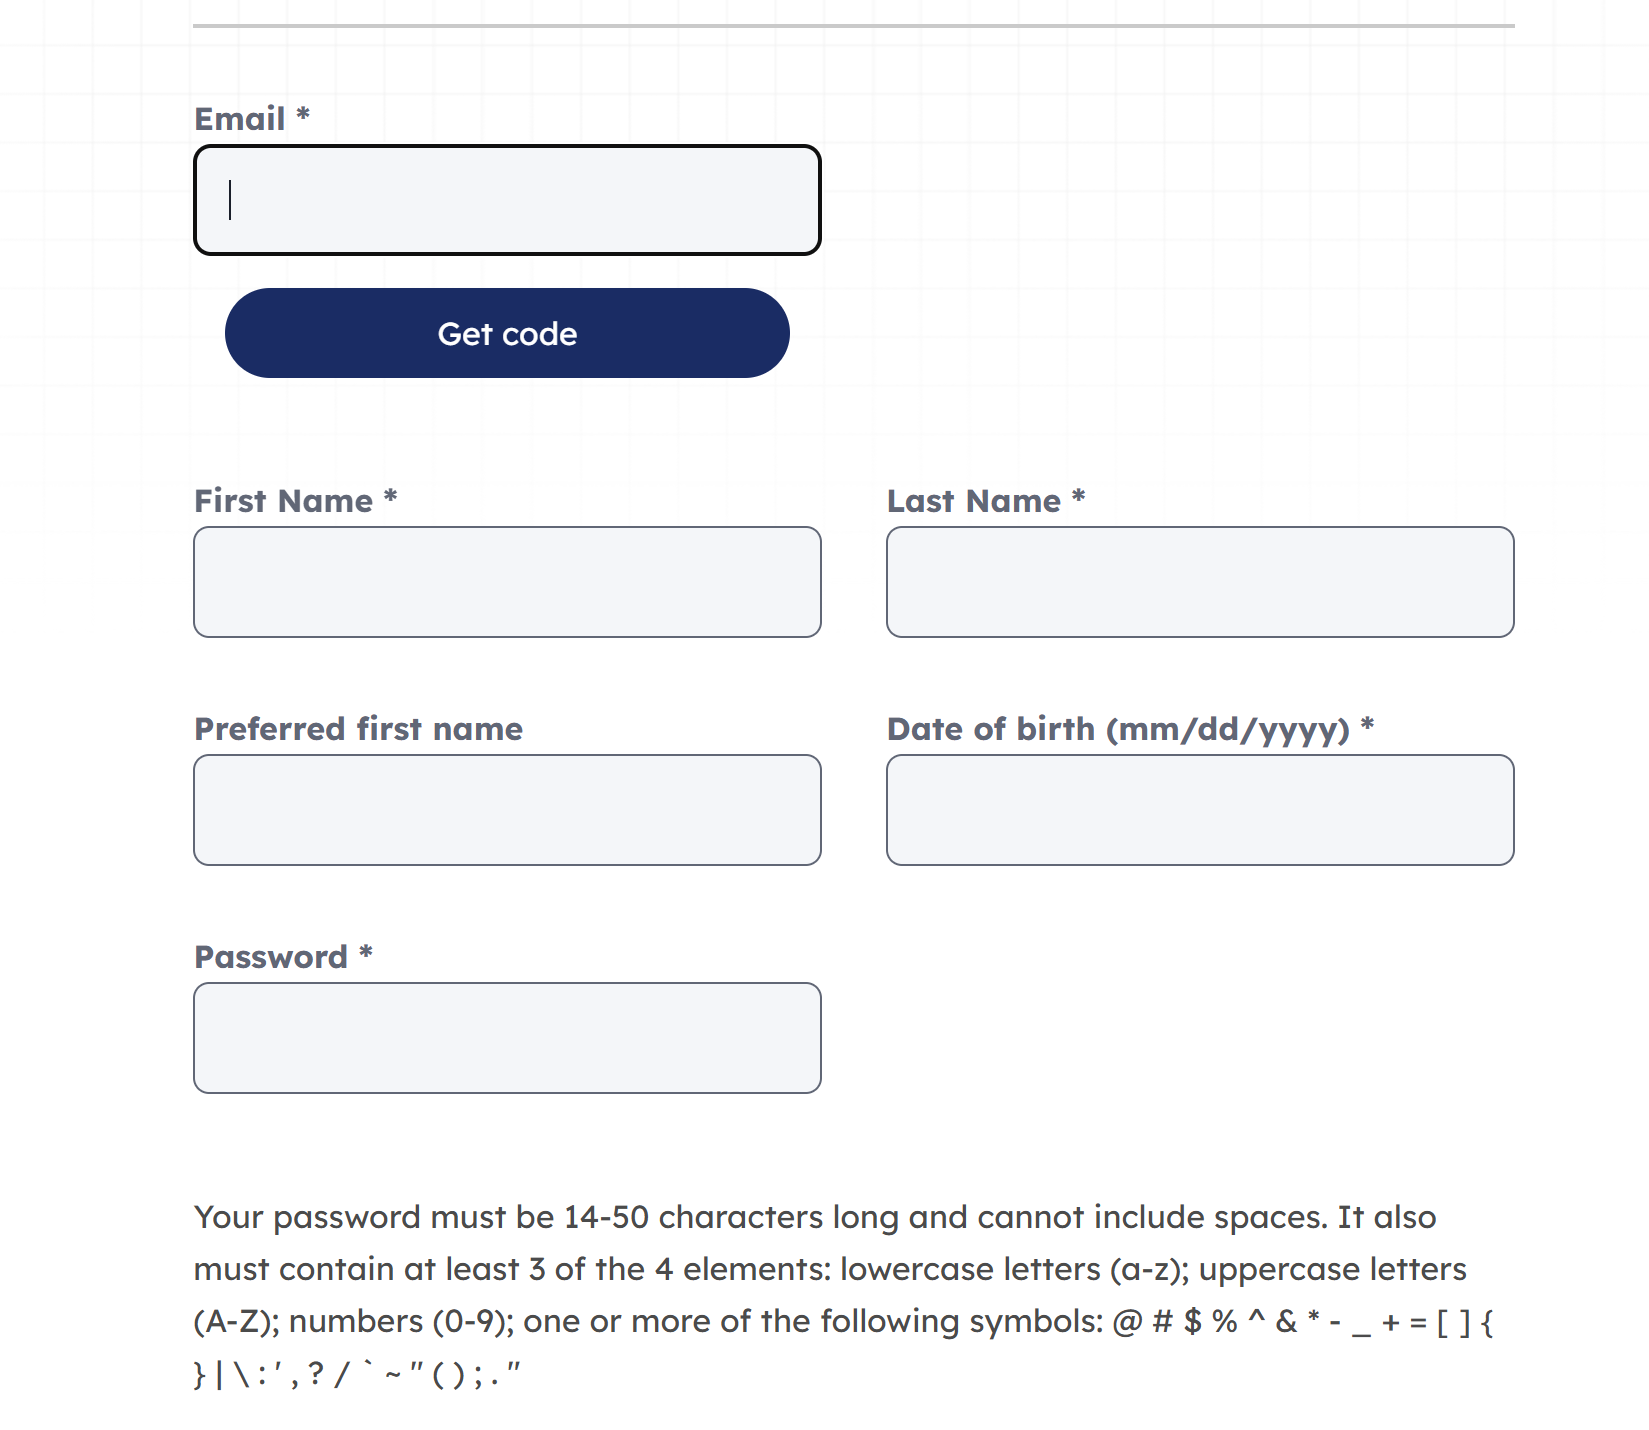 Email *
Get code
First Name *
Last Name *
Preferred first name
Date of birth (mm/dd/yyyy) *
Password *
Your password must be 14-50 characters long and cannot include spaces. It also
must contain at least 3 of the 4 elements: lowercase letters (a-z); uppercase letters
(A-Z); numbers (0-9); one or more of the following symbols: @ # $ % ^ & * - _ + = [ ] {
} | \ : ' , ? / ` ~ " ( ) ; . "